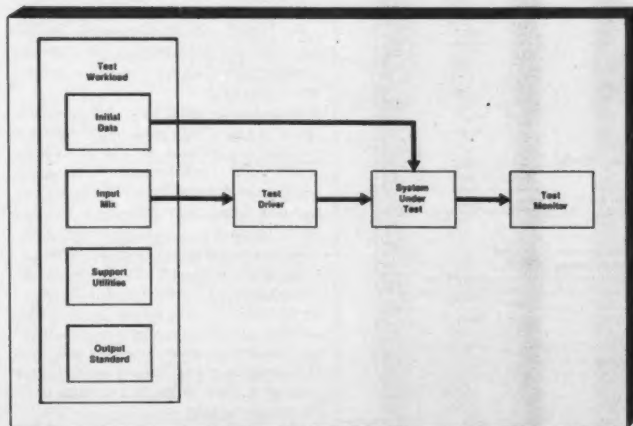 Test
Workload
Initial
Data
Input
Mix
Test
Driver
System
Under
Test
Test
Monitor
Support
Utilities
Output
Standard